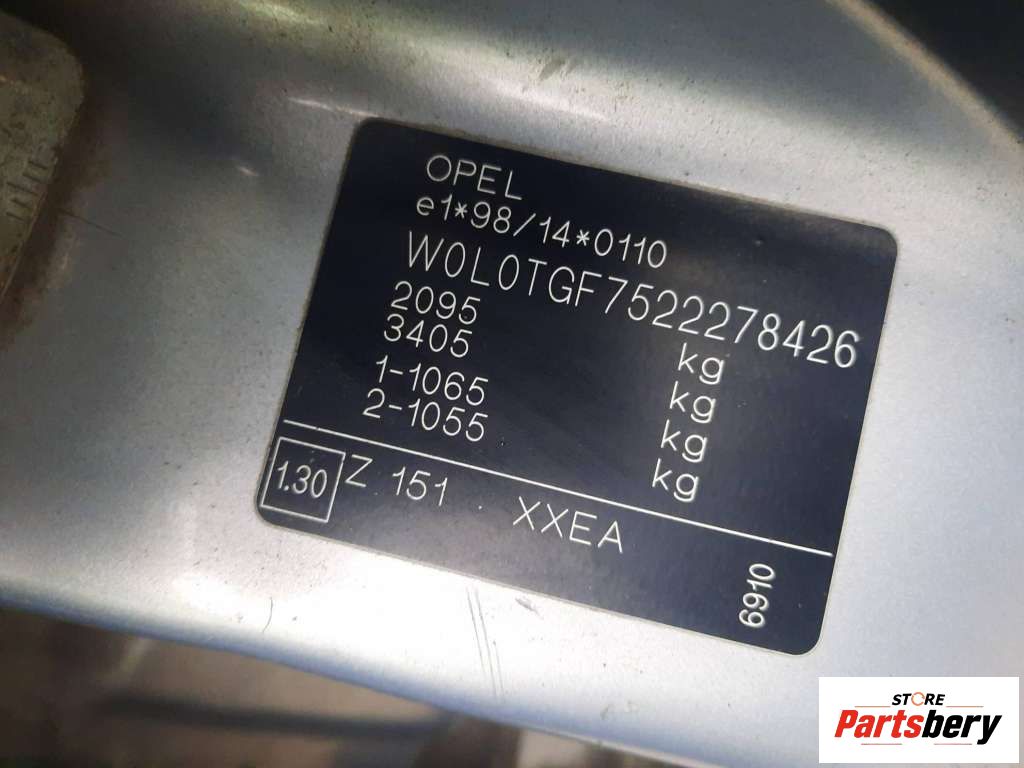 OPEL
e1*98/14*0110
W0L0TGF7522278426
2095 kg
3405 kg
1-1065 kg
2-1055 kg
1.30 Z 151 XXEA
6910
STORE
Partsbery